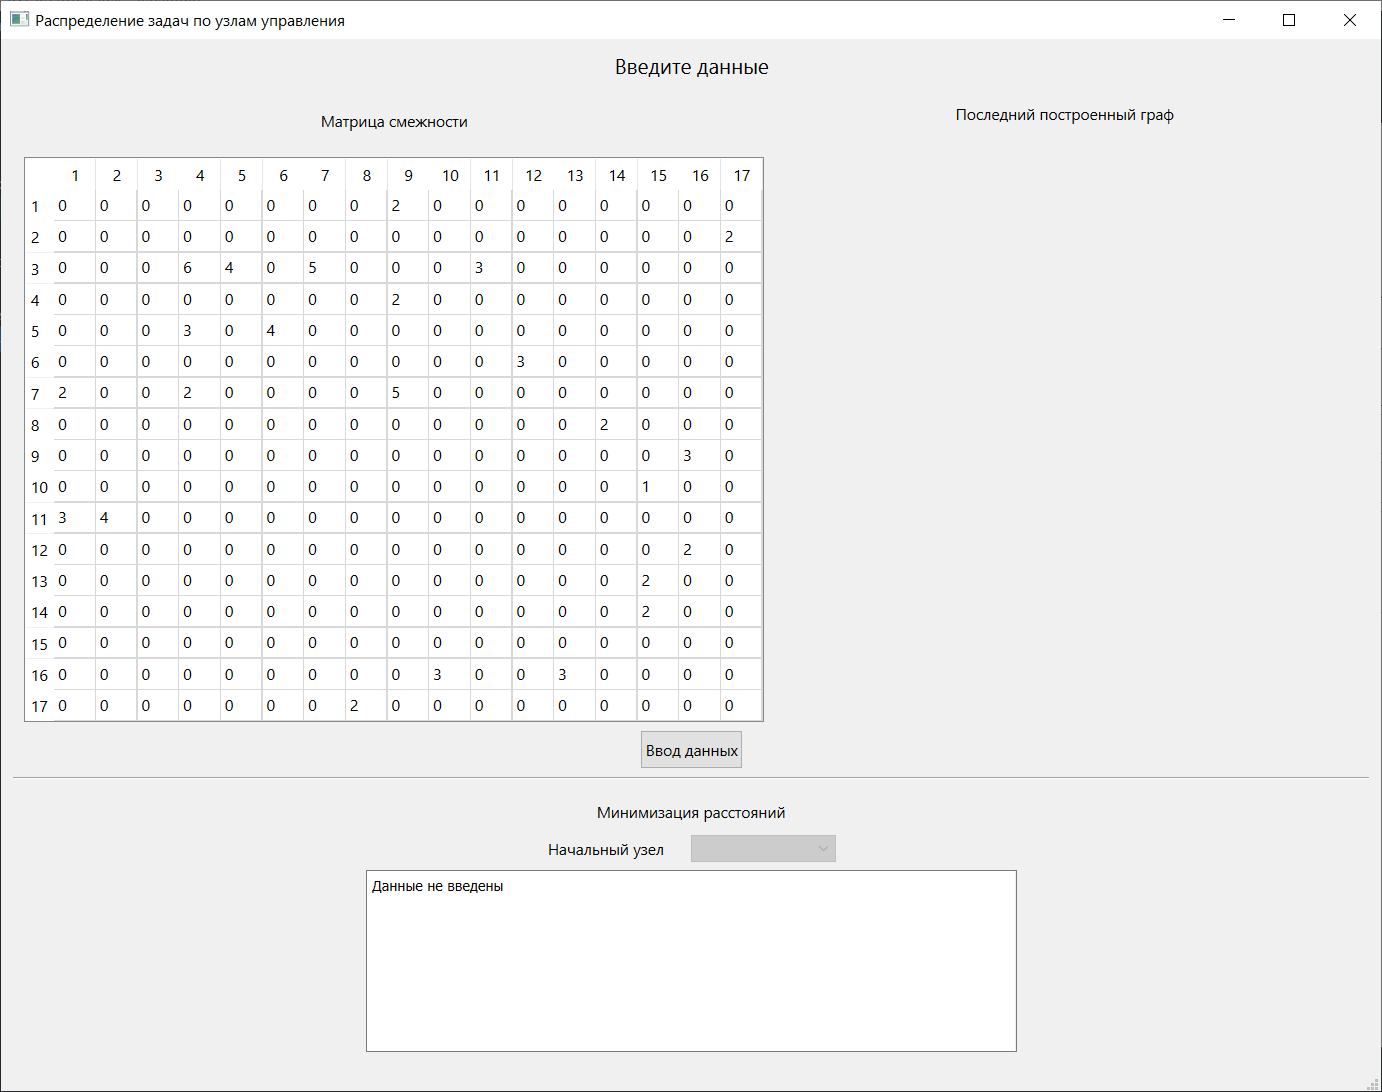 Распределение задач по узлам управления
Введите данные
Матрица смежности
Последний построенный граф
1 2 3 4 5 6 7 8 9 10 11 12 13 14 15 16 17
1 0 0 0 0 0 0 0 0 2 0 0 0 0 0 0 0 0
2 0 0 0 0 0 0 0 0 0 0 0 0 0 0 0 0 2
3 0 0 0 6 4 0 5 0 0 0 3 0 0 0 0 0 0
4 0 0 0 0 0 0 0 0 2 0 0 0 0 0 0 0 0
5 0 0 0 3 0 4 0 0 0 0 0 0 0 0 0 0 0
6 0 0 0 0 0 0 0 0 0 0 0 3 0 0 0 0 0
7 2 0 0 2 0 0 0 0 5 0 0 0 0 0 0 0 0
8 0 0 0 0 0 0 0 0 0 0 0 0 0 2 0 0 0
9 0 0 0 0 0 0 0 0 0 0 0 0 0 0 0 3 0
10 0 0 0 0 0 0 0 0 0 0 0 0 0 0 1 0 0
11 3 4 0 0 0 0 0 0 0 0 0 0 0 0 0 0 0
12 0 0 0 0 0 0 0 0 0 0 0 0 0 0 0 2 0
13 0 0 0 0 0 0 0 0 0 0 0 0 0 0 2 0 0
14 0 0 0 0 0 0 0 0 0 0 0 0 0 0 2 0 0
15 0 0 0 0 0 0 0 0 0 0 0 0 0 0 0 0 0
16 0 0 0 0 0 0 0 0 0 3 0 0 3 0 0 0 0
17 0 0 0 0 0 0 0 2 0 0 0 0 0 0 0 0 0
Ввод данных
Минимизация расстояний
Начальный узел
Данные не введены